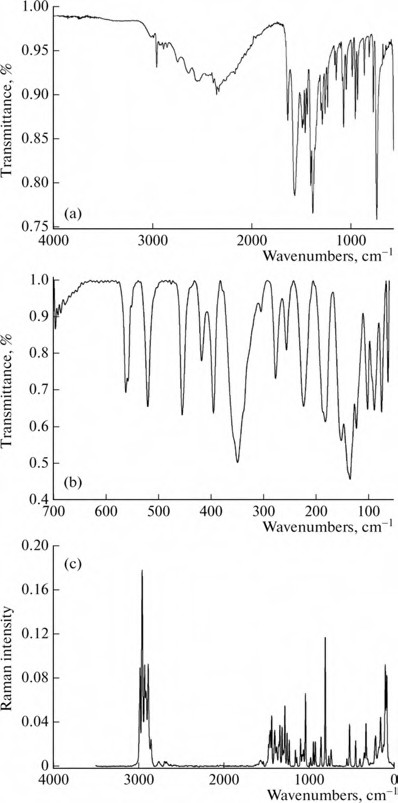 1.00
0.95
0.90
0.85
0.80
0.75
Transmittance, %
(a)
4000 3000 2000 1000
Wavenumbers, cm–1
1.0
0.9
0.8
0.7
0.6
0.5
0.4
Transmittance, %
(b)
700 600 500 400 300 200 100
Wavenumbers, cm–1
0.20
0.16
0.12
0.08
0.04
0
Raman intensity
(c)
4000 3000 2000 1000 0
Wavenumbers, cm–1